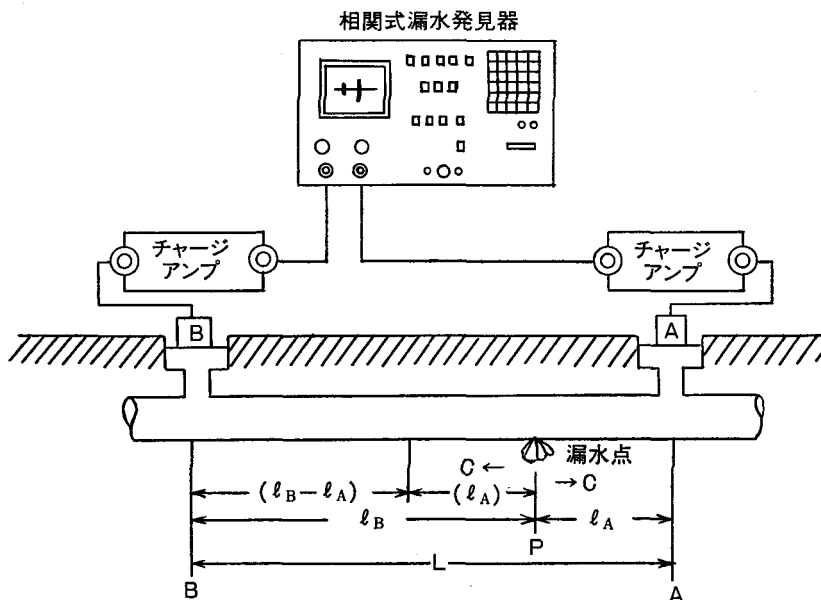 相関式漏水発見器
チャージ
アンプ
チャージ
アンプ
B
A
漏水点
C ←
→ C
(ℓB−ℓA)
(ℓA)
ℓB
ℓA
P
L
B
A